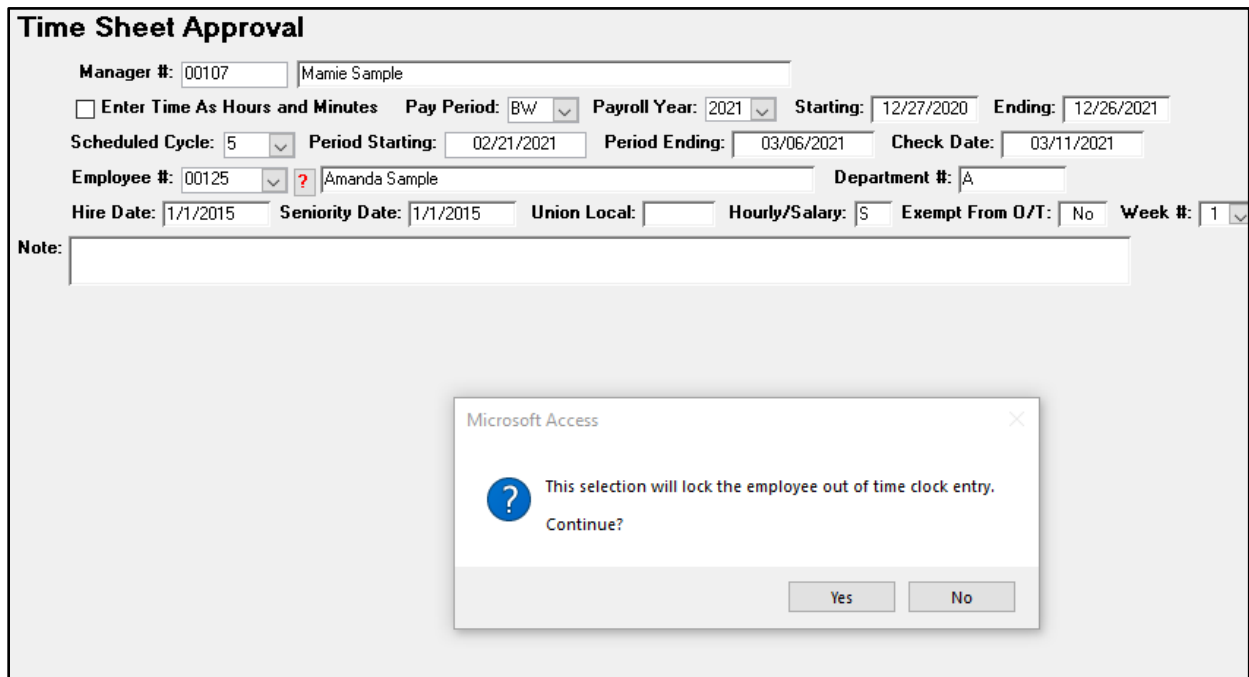 Time Sheet Approval
Manager #: 00107 Mamie Sample
Enter Time As Hours and Minutes Pay Period: BW Payroll Year: 2021 Starting: 12/27/2020 Ending: 12/26/2021
Scheduled Cycle: 5 Period Starting: 02/21/2021 Period Ending: 03/06/2021 Check Date: 03/11/2021
Employee #: 00125 ? Amanda Sample Department #: A
Hire Date: 1/1/2015 Seniority Date: 1/1/2015 Union Local: Hourly/Salary: S Exempt From O/T: No Week #: 1
Note:
Microsoft Access
? This selection will lock the employee out of time clock entry.
Continue?
Yes No